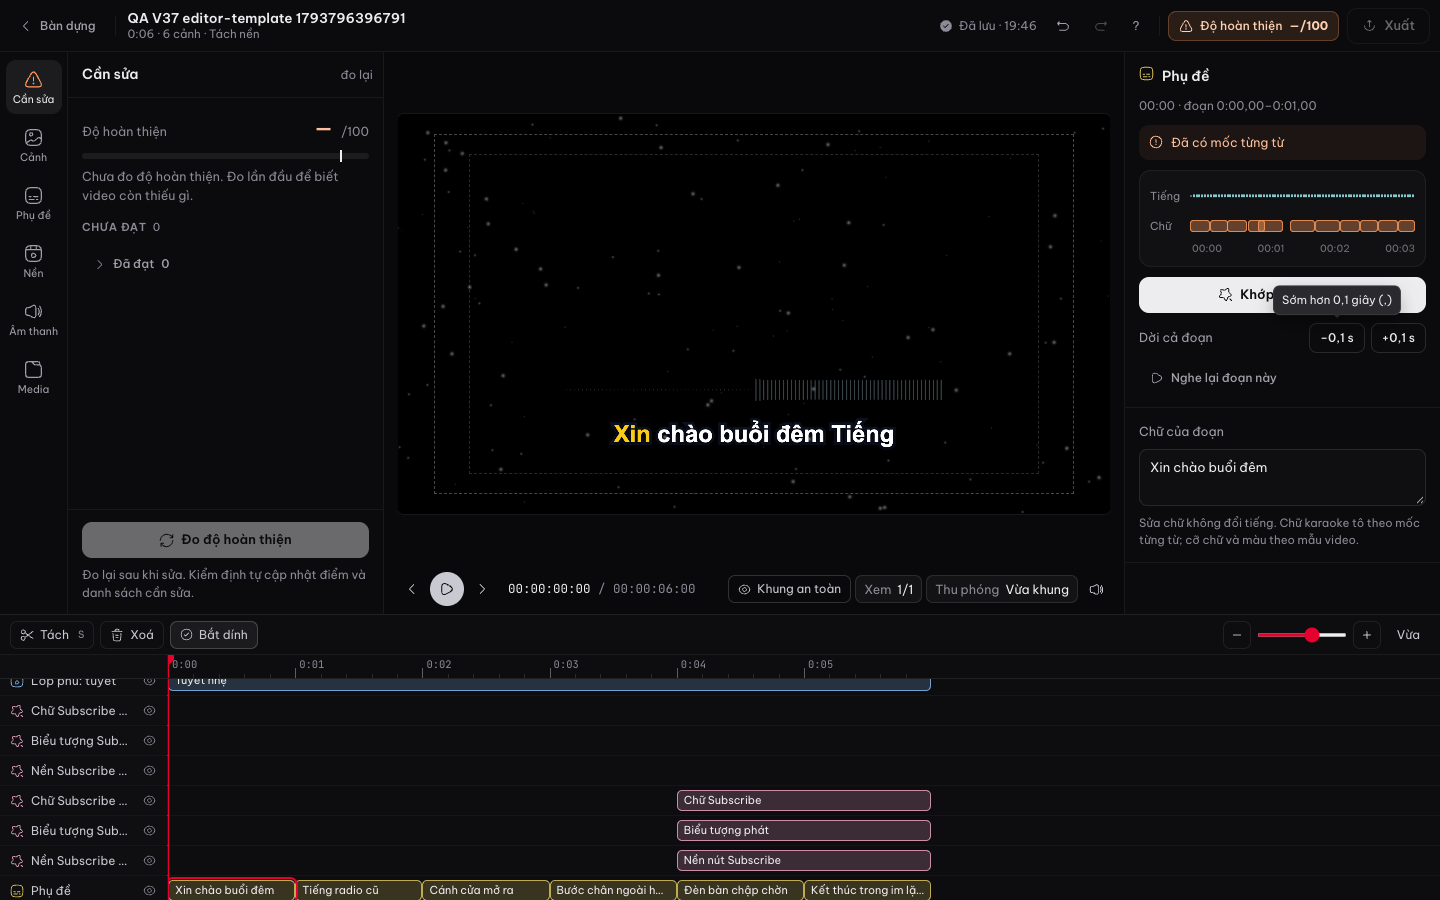 Bàn dựng
QA V37 editor-template 1793796396791
0:06 · 6 cảnh · Tách nền
Đã lưu · 19:46
?
Độ hoàn thiện –/100
Xuất
Cần sửa
Cảnh
Phụ đề
Nền
Âm thanh
Media
Cần sửa
đo lại
Độ hoàn thiện
– /100
Chưa đo độ hoàn thiện. Đo lần đầu để biết
video còn thiếu gì.
CHƯA ĐẠT 0
Đã đạt 0
Đo độ hoàn thiện
Đo lại sau khi sửa. Kiểm định tự cập nhật điểm và
danh sách cần sửa.
Xin chào buổi đêm Tiếng
00:00:00:00 / 00:00:06:00
Khung an toàn
Xem 1/1
Thu phóng Vừa khung
Phụ đề
00:00 · đoạn 0:00,00–0:01,00
Đã có mốc từng từ
Tiếng
Chữ
00:00 00:01 00:02 00:03
Khớp
Sớm hơn 0,1 giây (,)
Dời cả đoạn
−0,1 s
+0,1 s
Nghe lại đoạn này
Chữ của đoạn
Xin chào buổi đêm
Sửa chữ không đổi tiếng. Chữ karaoke tô theo mốc
từng từ; cỡ chữ và màu theo mẫu video.
Tách S
Xoá
Bắt dính
Vừa
0:00 0:01 0:02 0:03 0:04 0:05
Lớp phủ: tuyết
Tuyết nhẹ
Chữ Subscribe ...
Biểu tượng Sub...
Nền Subscribe ...
Chữ Subscribe ...
Chữ Subscribe
Biểu tượng Sub...
Biểu tượng phát
Nền Subscribe ...
Nền nút Subscribe
Phụ đề
Xin chào buổi đêm
Tiếng radio cũ
Cánh cửa mở ra
Bước chân ngoài h...
Đèn bàn chập chờn
Kết thúc trong im lặ...